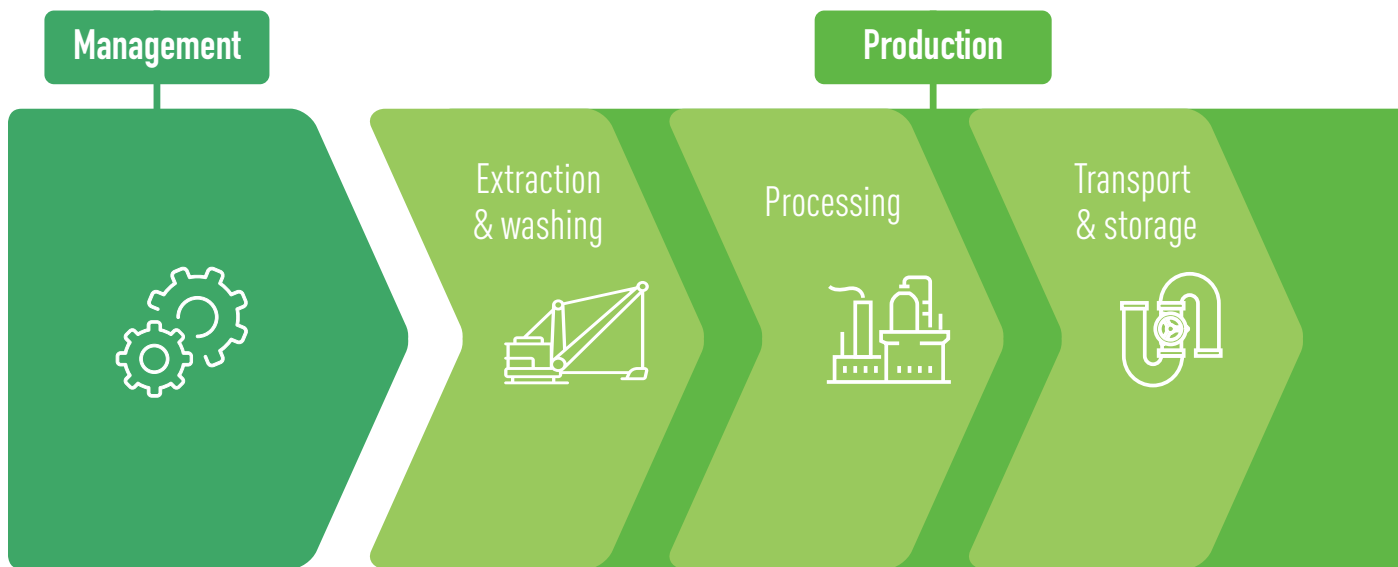 Management
Production
Extraction
& washing
Processing
Transport
& storage